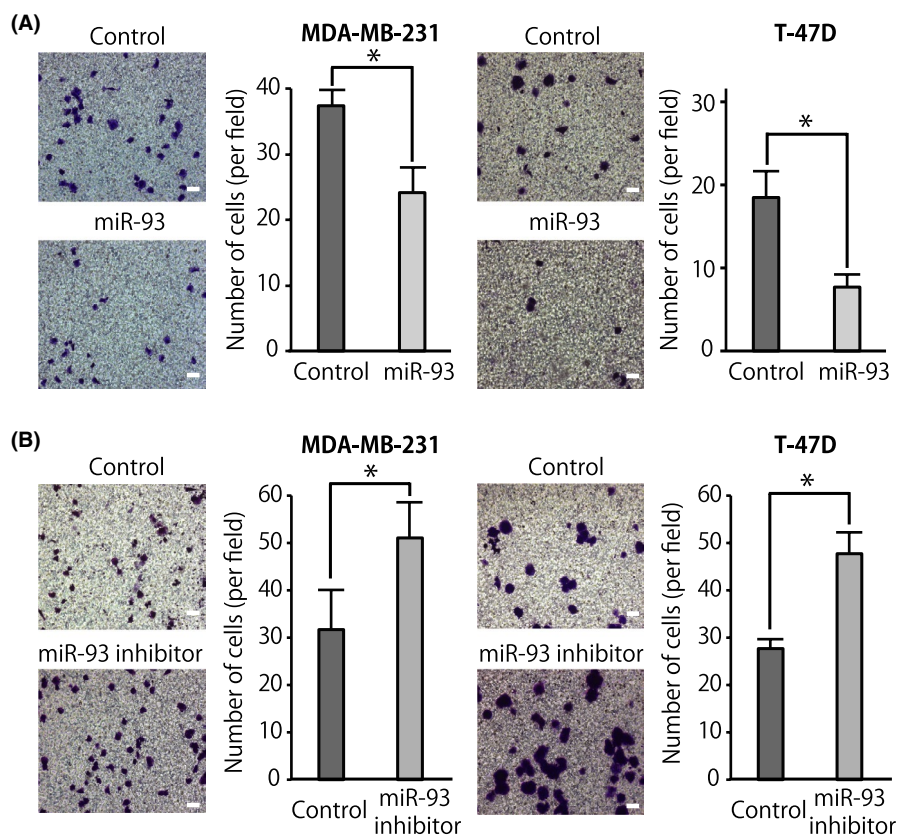 (A)
Control
miR-93
MDA-MB-231
Number of cells (per field)
40
30
20
10
0
*
Control miR-93
Control
miR-93
T-47D
Number of cells (per field)
30
20
10
0
*
Control miR-93
(B)
Control
miR-93 inhibitor
MDA-MB-231
Number of cells (per field)
60
50
40
30
20
10
0
*
Control miR-93
inhibitor
Control
miR-93 inhibitor
T-47D
Number of cells (per field)
60
50
40
30
20
10
0
*
Control miR-93
inhibitor